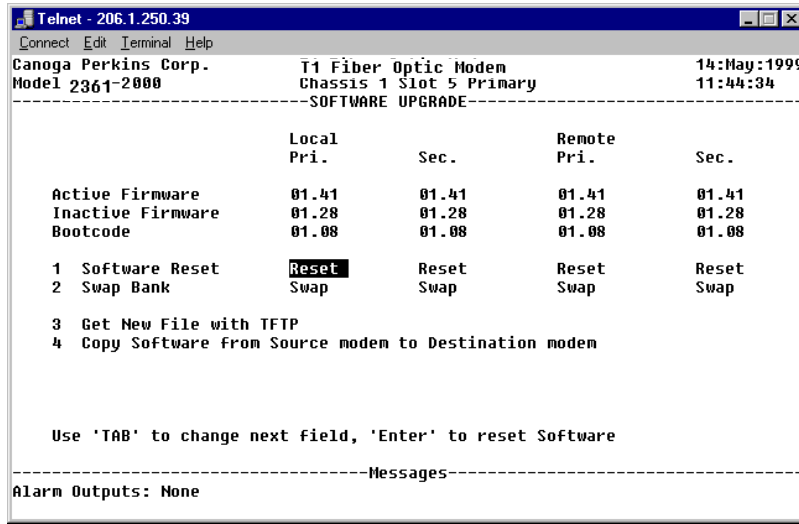 Telnet - 206.1.250.39
Connect Edit Terminal Help
Canoga Perkins Corp. T1 Fiber Optic Modem 14:May:1999
Model 2361-2000 Chassis 1 Slot 5 Primary 11:44:34
SOFTWARE UPGRADE
Local Remote
Pri. Sec. Pri. Sec.
Active Firmware 01.41 01.41 01.41 01.41
Inactive Firmware 01.28 01.28 01.28 01.28
Bootcode 01.08 01.08 01.08 01.08
1 Software Reset Reset Reset Reset Reset
2 Swap Bank Swap Swap Swap Swap
3 Get New File with TFTP
4 Copy Software from Source modem to Destination modem
Use 'TAB' to change next field, 'Enter' to reset Software
Messages
Alarm Outputs: None